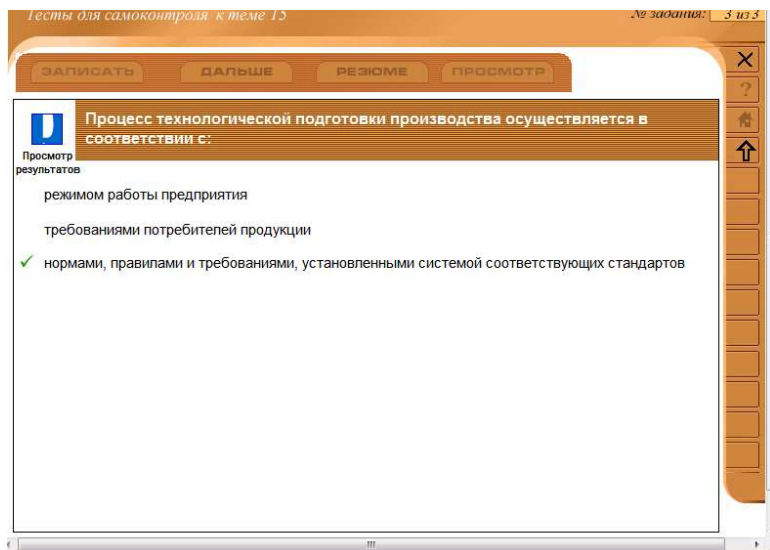 Тесты для самоконтроля к теме 15 № задания: 3 из 3
ЗАПИСАТЬ ДАЛЬШЕ РЕЗЮМЕ ПРОСМОТР
?
Процесс технологической подготовки производства осуществляется в
соответствии с:
Просмотр
результатов
режимом работы предприятия
требованиями потребителей продукции
нормами, правилами и требованиями, установленными системой соответствующих стандартов